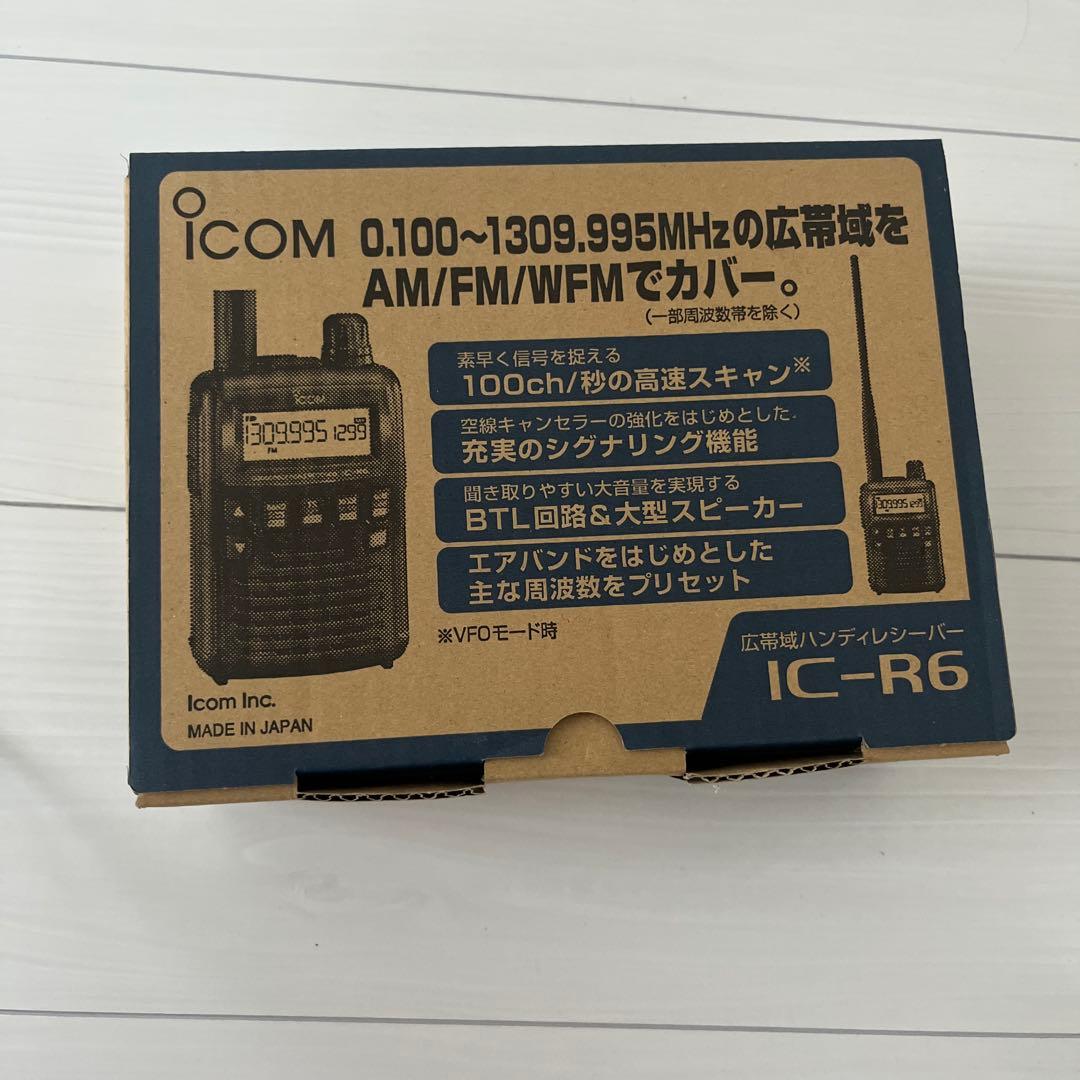 iCOM
0.100～1309.995MHzの広帯域を
AM/FM/WFMでカバー。
(一部周波数帯を除く)
素早く信号を捉える
100ch/秒の高速スキャン※
空線キャンセラーの強化をはじめとした
充実のシグナリング機能
聞き取りやすい大音量を実現する
BTL回路&大型スピーカー
エアバンドをはじめとした
主な周波数をプリセット
※VFOモード時
ICOM
1309.995 1299
FM
広帯域ハンディレシーバー
IC-R6
Icom Inc.
MADE IN JAPAN